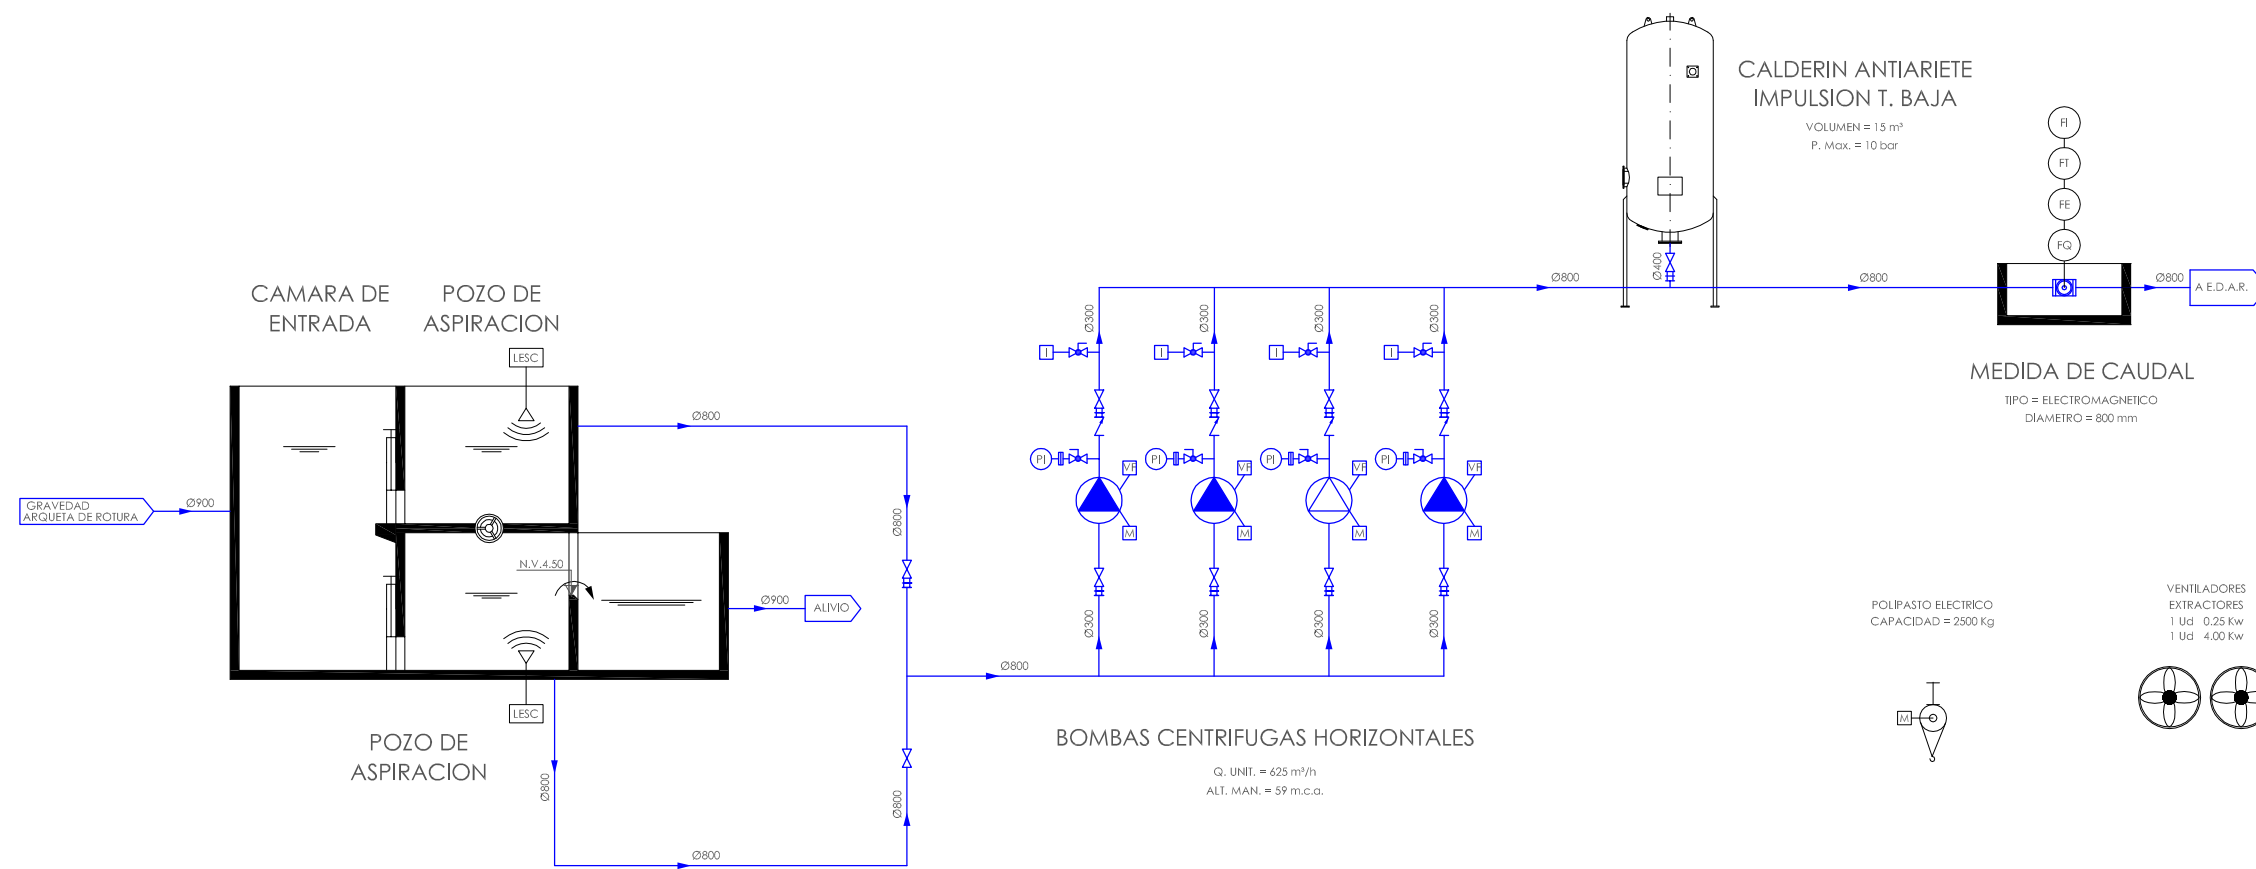 CALDERIN ANTIARIETE
IMPULSION T. BAJA
VOLUMEN = 15 m³
P. Max. = 10 bar
FI
FT
FE
FQ
Ø400
Ø800
Ø800
Ø800
A E.D.A.R.
MEDIDA DE CAUDAL
TIPO = ELECTROMAGNETICO
DIAMETRO = 800 mm
CAMARA DE
ENTRADA
POZO DE
ASPIRACION
LESC
GRAVEDAD
ARQUETA DE ROTURA
Ø900
Ø800
Ø800
N.V.4.50
Ø900
ALIVIO
LESC
POZO DE
ASPIRACION
Ø800
Ø800
Ø800
Ø800
Ø300
Ø300
Ø300
Ø300
I
I
I
I
PI
PI
PI
PI
VF
VF
VF
VF
M
M
M
M
Ø300
Ø300
Ø300
Ø300
BOMBAS CENTRIFUGAS HORIZONTALES
Q. UNIT. = 625 m³/h
ALT. MAN. = 59 m.c.a.
POLIPASTO ELECTRICO
CAPACIDAD = 2500 Kg
M
VENTILADORES
EXTRACTORES
1 Ud 0.25 Kw
1 Ud 4.00 Kw